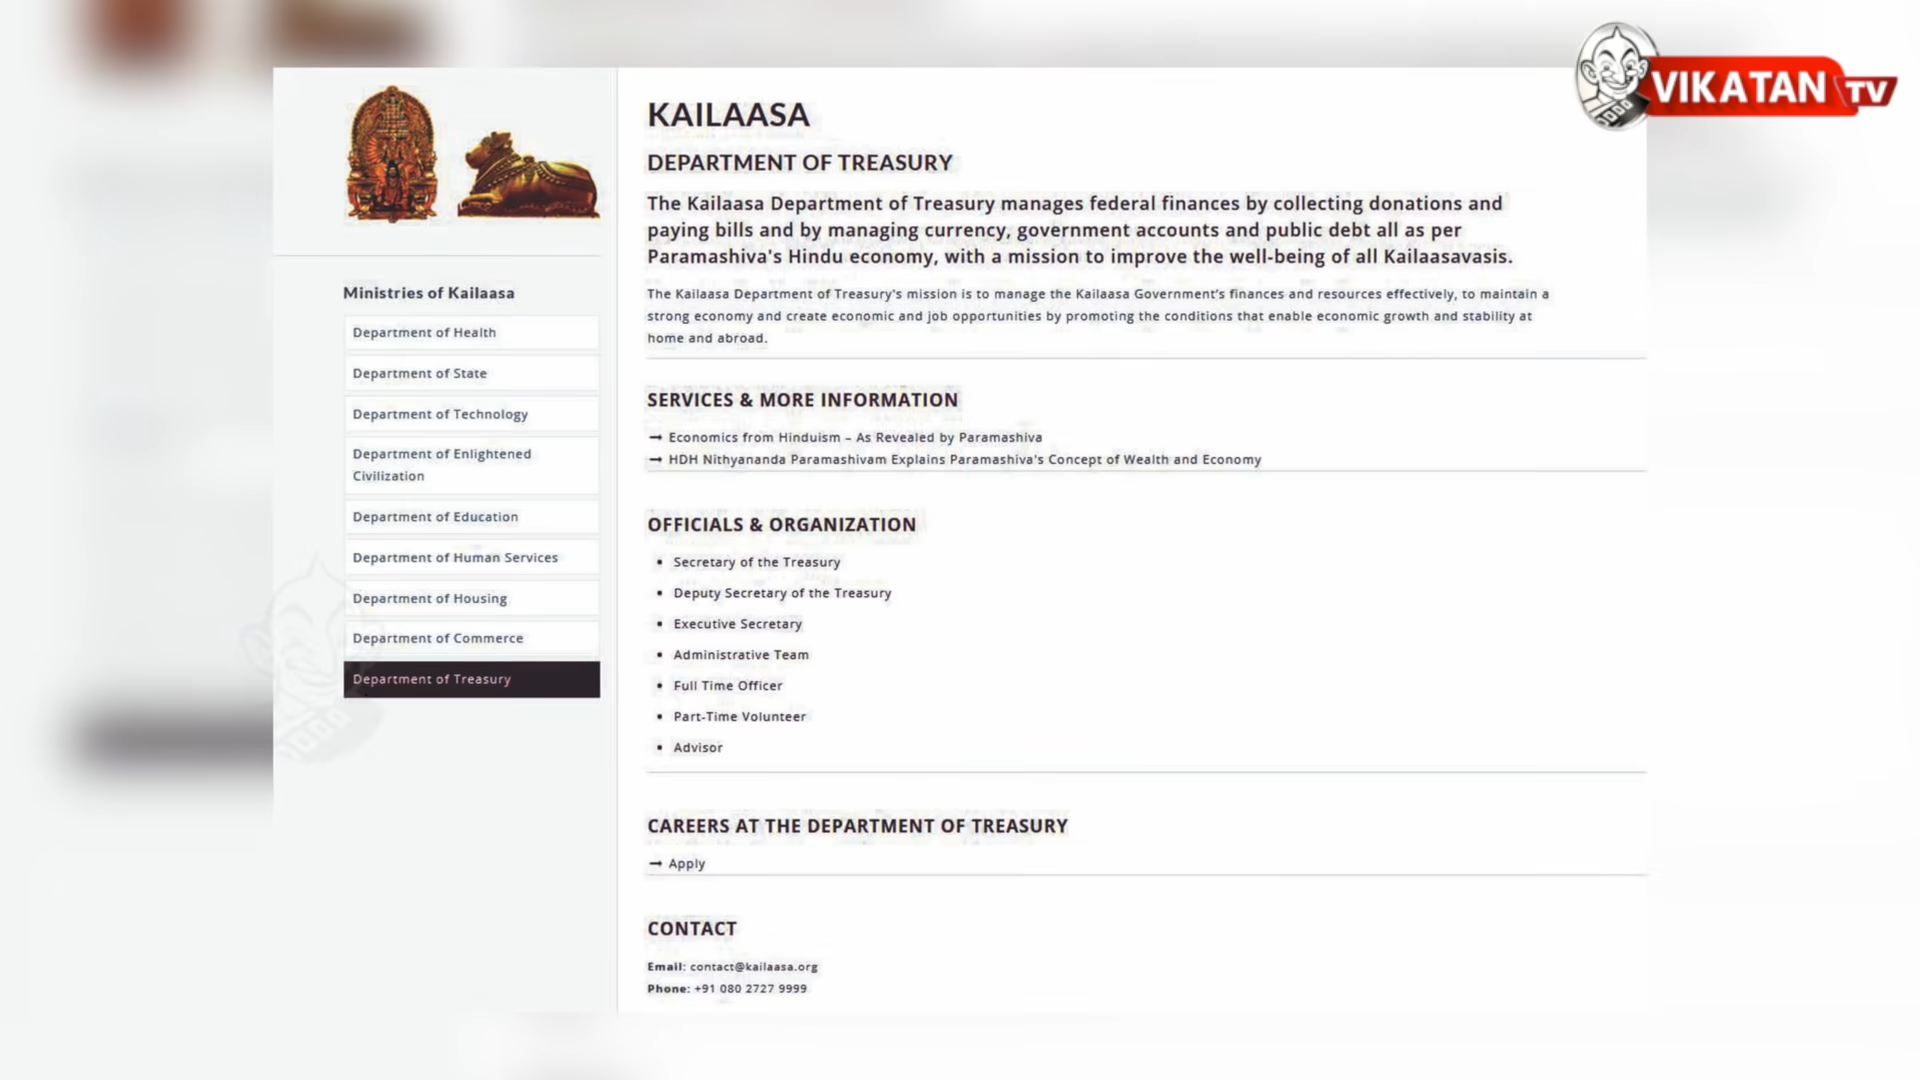 VIKATAN TV
KAILAASA
DEPARTMENT OF TREASURY
The Kailaasa Department of Treasury manages federal finances by collecting donations and
paying bills and by managing currency, government accounts and public debt all as per
Paramashiva's Hindu economy, with a mission to improve the well-being of all Kailaasavasis.
The Kailaasa Department of Treasury's mission is to manage the Kailaasa Government's finances and resources effectively, to maintain a
strong economy and create economic and job opportunities by promoting the conditions that enable economic growth and stability at
home and abroad.
Ministries of Kailaasa
Department of Health
Department of State
Department of Technology
Department of Enlightened
Civilization
Department of Education
Department of Human Services
Department of Housing
Department of Commerce
Department of Treasury
SERVICES & MORE INFORMATION
→ Economics from Hinduism – As Revealed by Paramashiva
→ HDH Nithyananda Paramashivam Explains Paramashiva's Concept of Wealth and Economy
OFFICIALS & ORGANIZATION
• Secretary of the Treasury
• Deputy Secretary of the Treasury
• Executive Secretary
• Administrative Team
• Full Time Officer
• Part-Time Volunteer
• Advisor
CAREERS AT THE DEPARTMENT OF TREASURY
→ Apply
CONTACT
Email: contact@kailaasa.org
Phone: +91 080 2727 9999